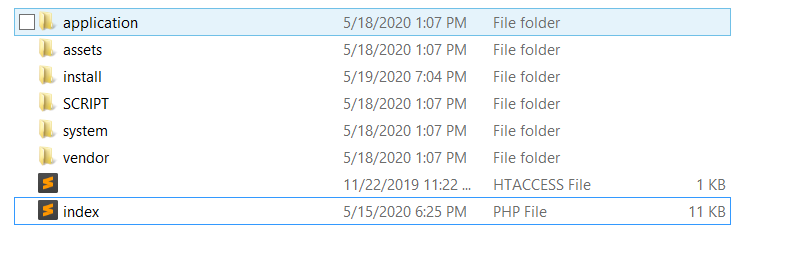 application 5/18/2020 1:07 PM File folder
assets 5/18/2020 1:07 PM File folder
install 5/19/2020 7:04 PM File folder
SCRIPT 5/18/2020 1:07 PM File folder
system 5/18/2020 1:07 PM File folder
vendor 5/18/2020 1:07 PM File folder
11/22/2019 11:22 ... HTACCESS File 1 KB
index 5/15/2020 6:25 PM PHP File 11 KB